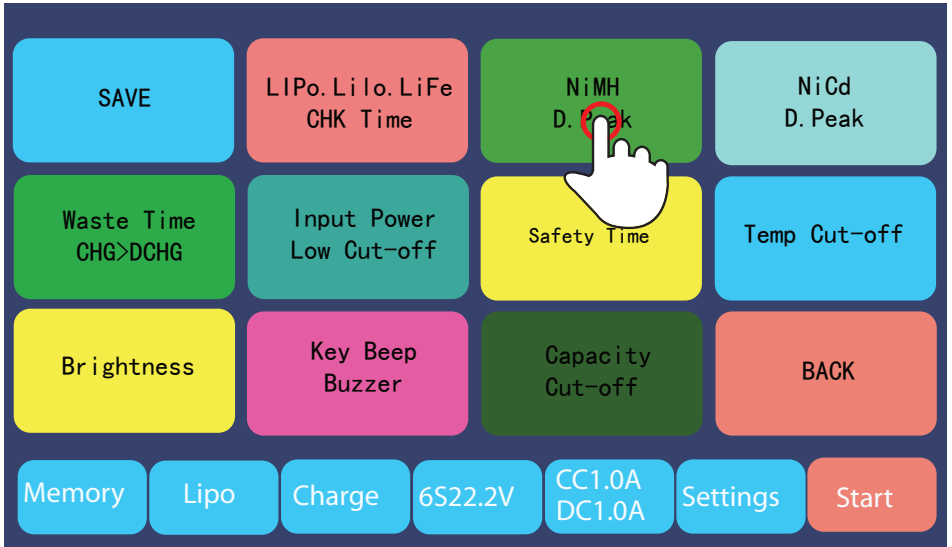 SAVE
LIPo.LiIo.LiFe
CHK Time
NiMH
D.Peak
NiCd
D.Peak
Waste Time
CHG>DCHG
Input Power
Low Cut-off
Safety Time
Temp Cut-off
Brightness
Key Beep
Buzzer
Capacity
Cut-off
BACK
Memory
Lipo
Charge
6S22.2V
CC1.0A
DC1.0A
Settings
Start